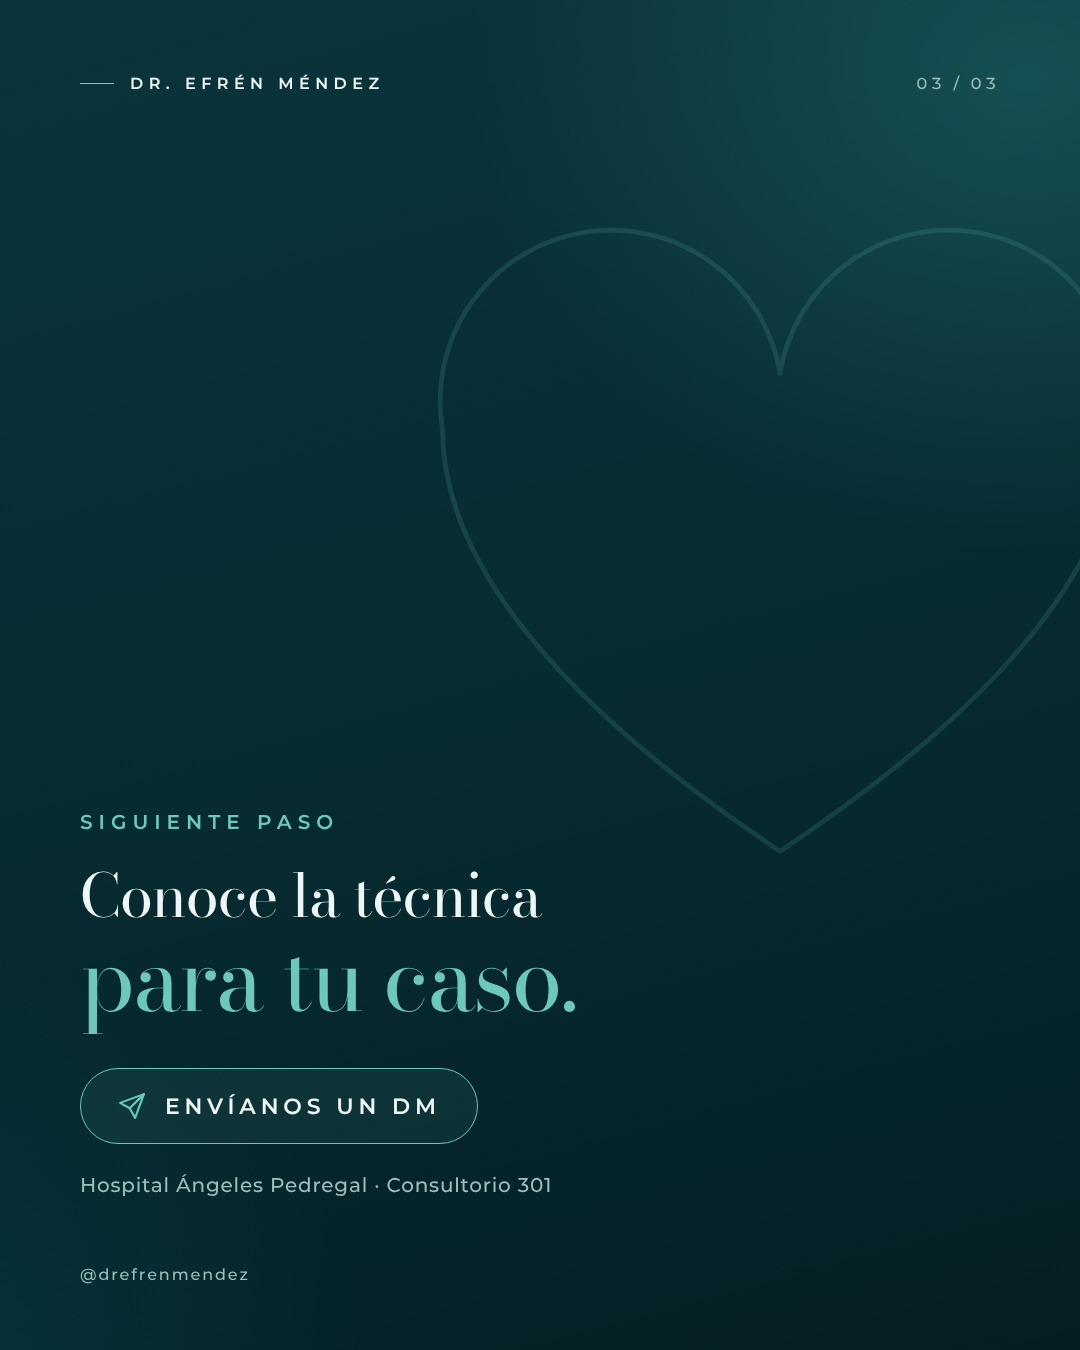 DR. EFRÉN MÉNDEZ
03 / 03
SIGUIENTE PASO
Conoce la técnica
para tu caso.
ENVÍANOS UN DM
Hospital Ángeles Pedregal · Consultorio 301
@drefrenmendez